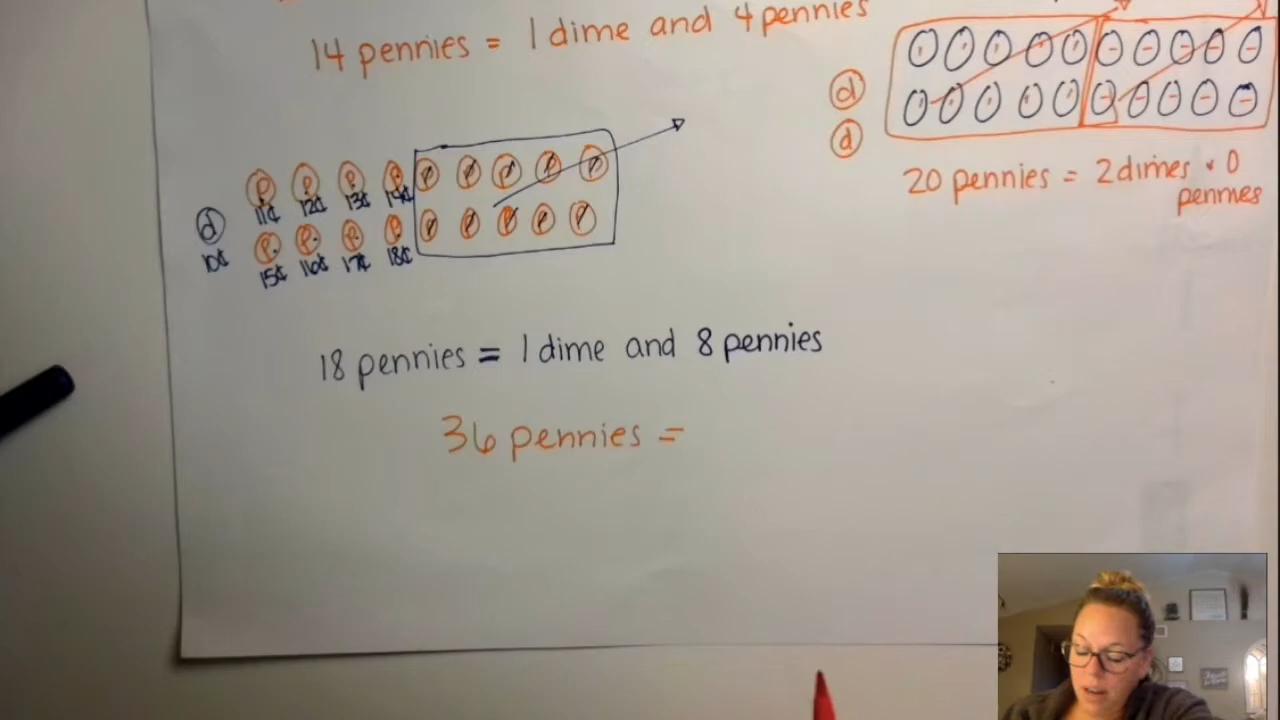 14 pennies = 1 dime and 4 pennies
d
d
20 pennies = 2 dimes + 0
pennies
P P P P P P P P P
11¢ 12¢ 13¢ 14¢
d
10¢
P P P P P P P P P
15¢ 16¢ 17¢ 18¢
18 pennies = 1 dime and 8 pennies
36 pennies =